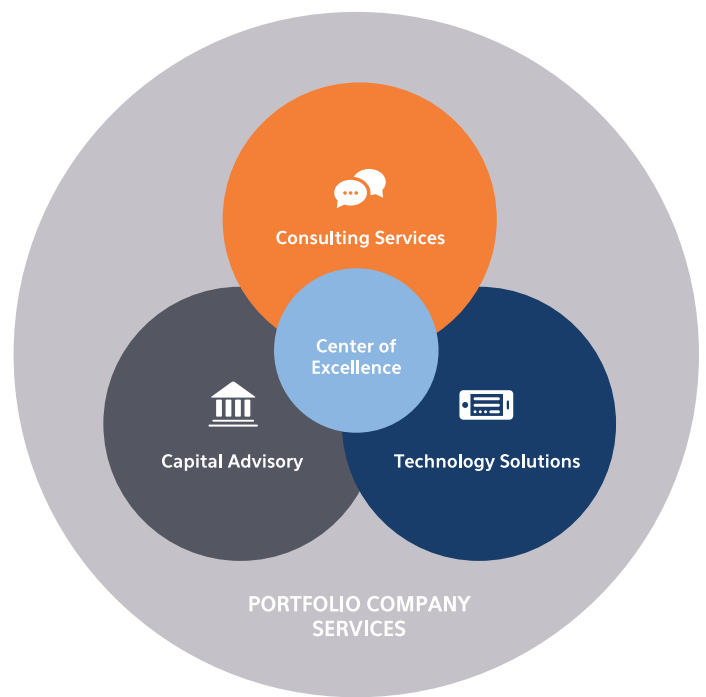 Consulting Services
Center of
Excellence
Capital Advisory
Technology Solutions
PORTFOLIO COMPANY
SERVICES